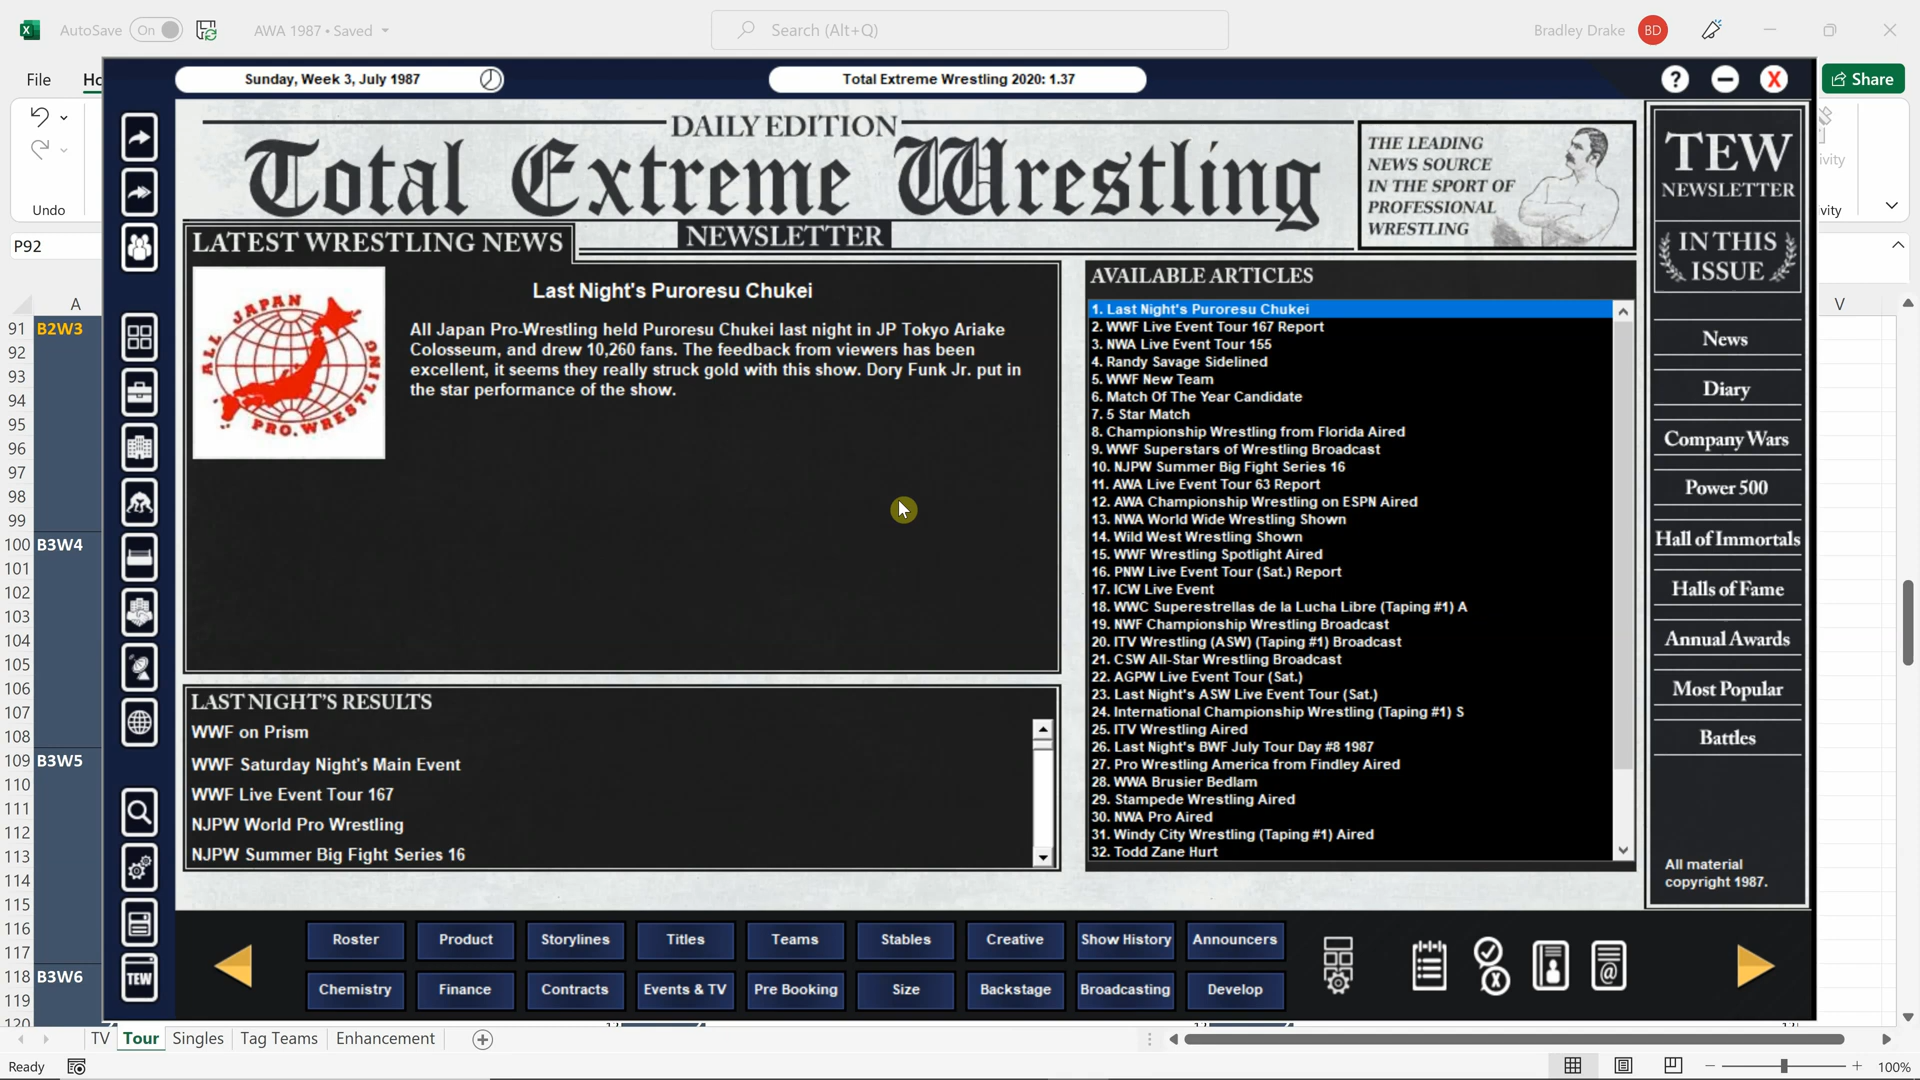 AutoSave On AWA 1987 • Saved Search (Alt+Q) Bradley Drake BD
File Share
Sunday, Week 3, July 1987 Total Extreme Wrestling 2020: 1.37 ?
Undo
P92
DAILY EDITION
Total Extreme Wrestling
NEWSLETTER
THE LEADING
NEWS SOURCE
IN THE SPORT OF
PROFESSIONAL
WRESTLING
TEW
NEWSLETTER
IN THIS
ISSUE
News
Diary
Company Wars
Power 500
Hall of Immortals
Halls of Fame
Annual Awards
Most Popular
Battles
All material
copyright 1987.
LATEST WRESTLING NEWS
ALL JAPAN
PRO. WRESTLING
Last Night's Puroresu Chukei
All Japan Pro-Wrestling held Puroresu Chukei last night in JP Tokyo Ariake
Colosseum, and drew 10,260 fans. The feedback from viewers has been
excellent, it seems they really struck gold with this show. Dory Funk Jr. put in
the star performance of the show.
LAST NIGHT'S RESULTS
WWF on Prism
WWF Saturday Night's Main Event
WWF Live Event Tour 167
NJPW World Pro Wrestling
NJPW Summer Big Fight Series 16
AVAILABLE ARTICLES
1. Last Night's Puroresu Chukei
2. WWF Live Event Tour 167 Report
3. NWA Live Event Tour 155
4. Randy Savage Sidelined
5. WWF New Team
6. Match Of The Year Candidate
7. 5 Star Match
8. Championship Wrestling from Florida Aired
9. WWF Superstars of Wrestling Broadcast
10. NJPW Summer Big Fight Series 16
11. AWA Live Event Tour 63 Report
12. AWA Championship Wrestling on ESPN Aired
13. NWA World Wide Wrestling Shown
14. Wild West Wrestling Shown
15. WWF Wrestling Spotlight Aired
16. PNW Live Event Tour (Sat.) Report
17. ICW Live Event
18. WWC Superestrellas de la Lucha Libre (Taping #1) A
19. NWF Championship Wrestling Broadcast
20. ITV Wrestling (ASW) (Taping #1) Broadcast
21. CSW All-Star Wrestling Broadcast
22. AGPW Live Event Tour (Sat.)
23. Last Night's ASW Live Event Tour (Sat.)
24. International Championship Wrestling (Taping #1) S
25. ITV Wrestling Aired
26. Last Night's BWF July Tour Day #8 1987
27. Pro Wrestling America from Findley Aired
28. WWA Brusier Bedlam
29. Stampede Wrestling Aired
30. NWA Pro Aired
31. Windy City Wrestling (Taping #1) Aired
32. Todd Zane Hurt
Roster Product Storylines Titles Teams Stables Creative Show History Announcers
Chemistry Finance Contracts Events & TV Pre Booking Size Backstage Broadcasting Develop
TEW
A
V
91 B2W3
92
93
94
95
96
97
98
99
100 B3W4
101
102
103
104
105
106
107
108
109 B3W5
110
111
112
113
114
115
116
117
118 B3W6
119
120
TV Tour Singles Tag Teams Enhancement
Ready 100%